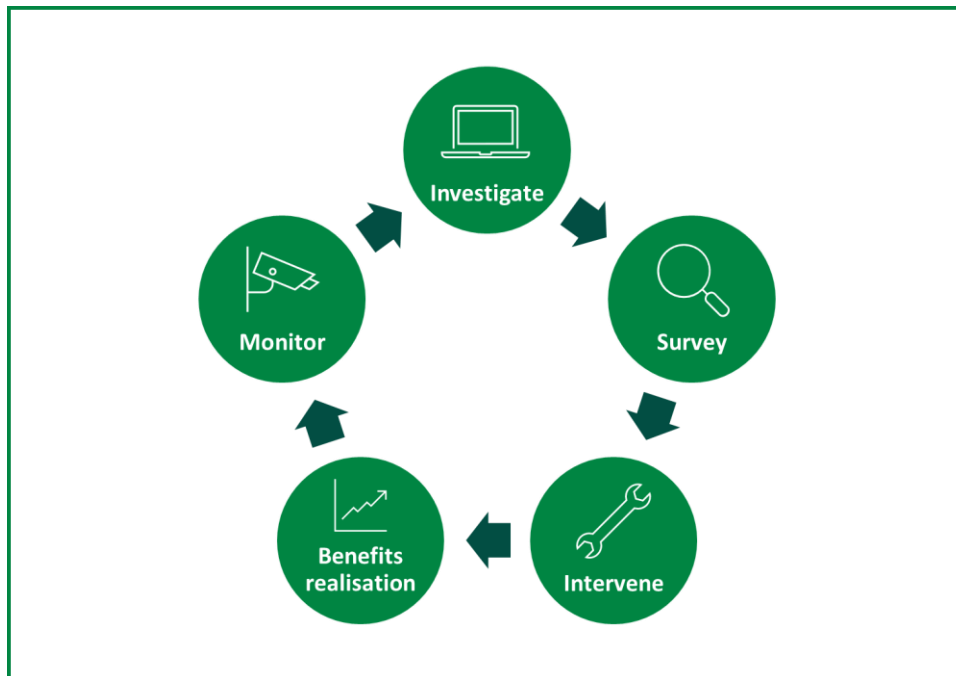 Investigate
Survey
Intervene
Benefits
realisation
Monitor